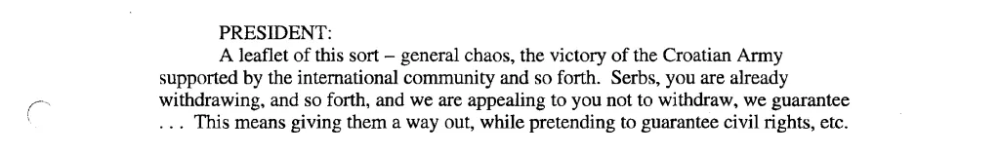 PRESIDENT:
A leaflet of this sort – general chaos, the victory of the Croatian Army
supported by the international community and so forth.  Serbs, you are already
withdrawing, and so forth, and we are appealing to you not to withdraw, we guarantee
. . .  This means giving them a way out, while pretending to guarantee civil rights, etc.